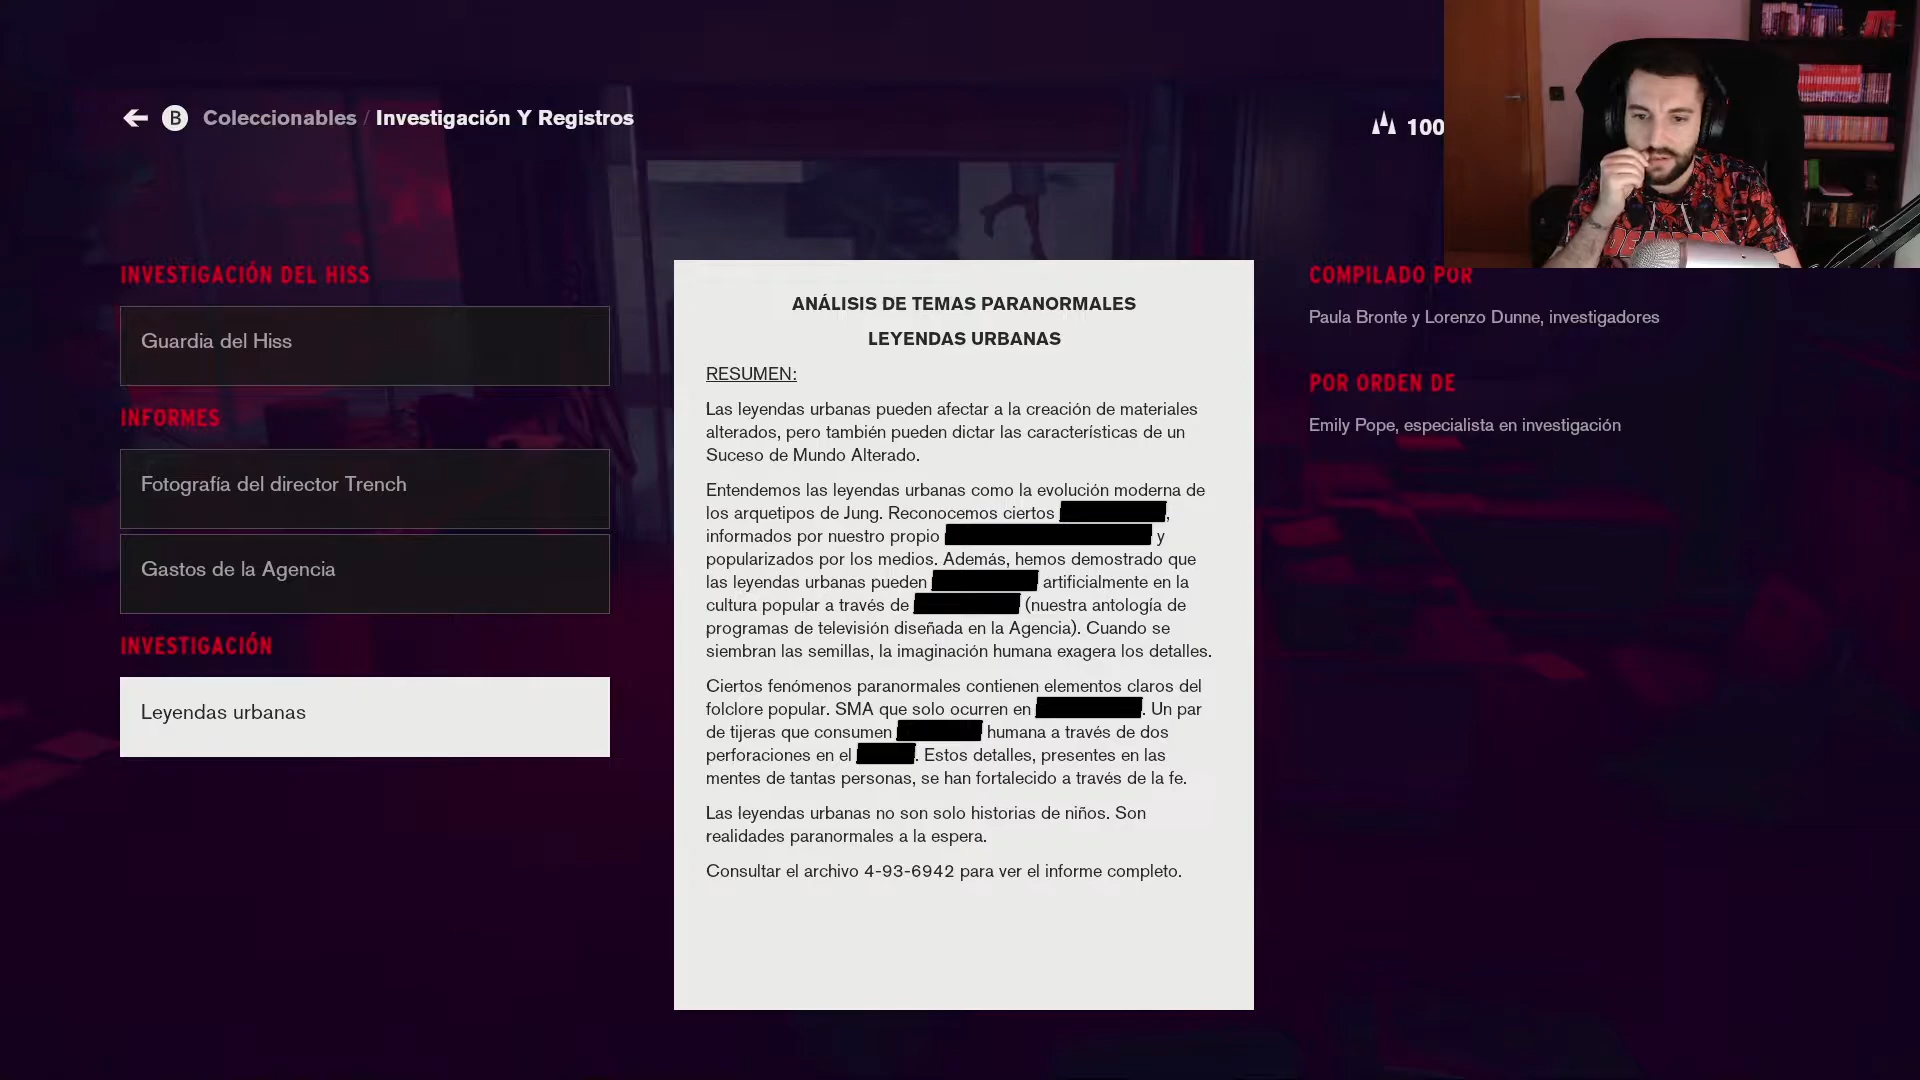 B Coleccionables / Investigación Y Registros
100
INVESTIGACIÓN DEL HISS
Guardia del Hiss
INFORMES
Fotografía del director Trench
Gastos de la Agencia
INVESTIGACIÓN
Leyendas urbanas
ANÁLISIS DE TEMAS PARANORMALES
LEYENDAS URBANAS
RESUMEN:
Las leyendas urbanas pueden afectar a la creación de materiales
alterados, pero también pueden dictar las características de un
Suceso de Mundo Alterado.
Entendemos las leyendas urbanas como la evolución moderna de
los arquetipos de Jung. Reconocemos ciertos ,
informados por nuestro propio y
popularizados por los medios. Además, hemos demostrado que
las leyendas urbanas pueden artificialmente en la
cultura popular a través de (nuestra antología de
programas de televisión diseñada en la Agencia). Cuando se
siembran las semillas, la imaginación humana exagera los detalles.
Ciertos fenómenos paranormales contienen elementos claros del
folclore popular. SMA que solo ocurren en . Un par
de tijeras que consumen humana a través de dos
perforaciones en el . Estos detalles, presentes en las
mentes de tantas personas, se han fortalecido a través de la fe.
Las leyendas urbanas no son solo historias de niños. Son
realidades paranormales a la espera.
Consultar el archivo 4-93-6942 para ver el informe completo.
COMPILADO POR
Paula Bronte y Lorenzo Dunne, investigadores
POR ORDEN DE
Emily Pope, especialista en investigación